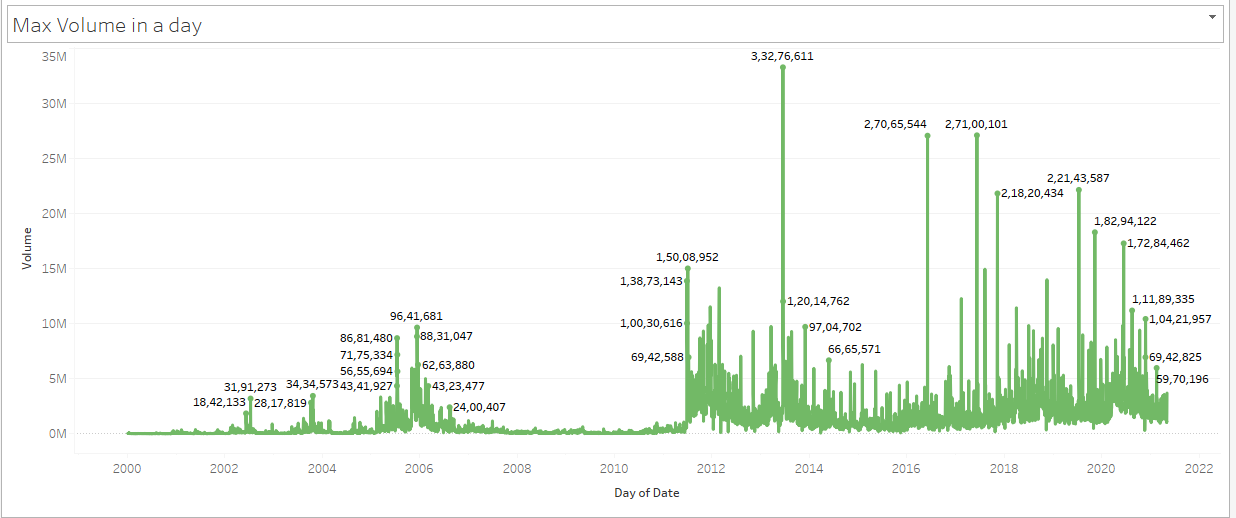 Max Volume in a day
35M
30M
25M
20M
15M
10M
5M
0M
Volume
18,42,133
31,91,273
28,17,819
34,34,573
86,81,480
71,75,334
56,55,694
43,41,927
96,41,681
88,31,047
62,63,880
43,23,477
24,00,407
1,50,08,952
1,38,73,143
1,00,30,616
69,42,588
3,32,76,611
1,20,14,762
97,04,702
66,65,571
2,70,65,544
2,71,00,101
2,18,20,434
2,21,43,587
1,82,94,122
1,72,84,462
1,11,89,335
1,04,21,957
69,42,825
59,70,196
2000 2002 2004 2006 2008 2010 2012 2014 2016 2018 2020 2022
Day of Date